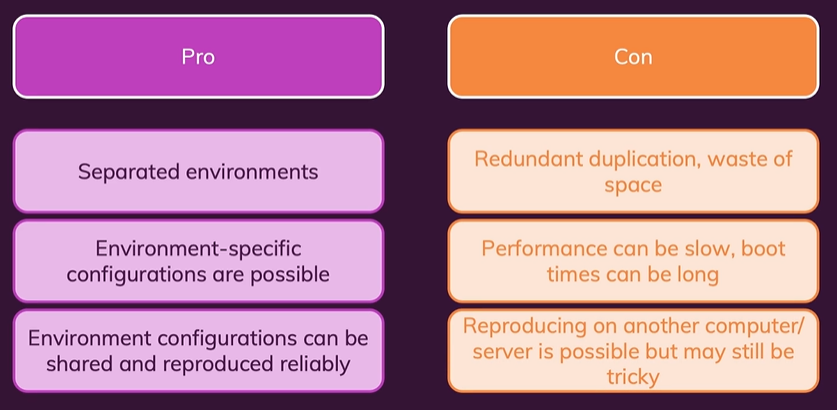 Pro
Con
Separated environments
Redundant duplication, waste of
space
Environment-specific
configurations are possible
Performance can be slow, boot
times can be long
Environment configurations can be
shared and reproduced reliably
Reproducing on another computer/
server is possible but may still be
tricky